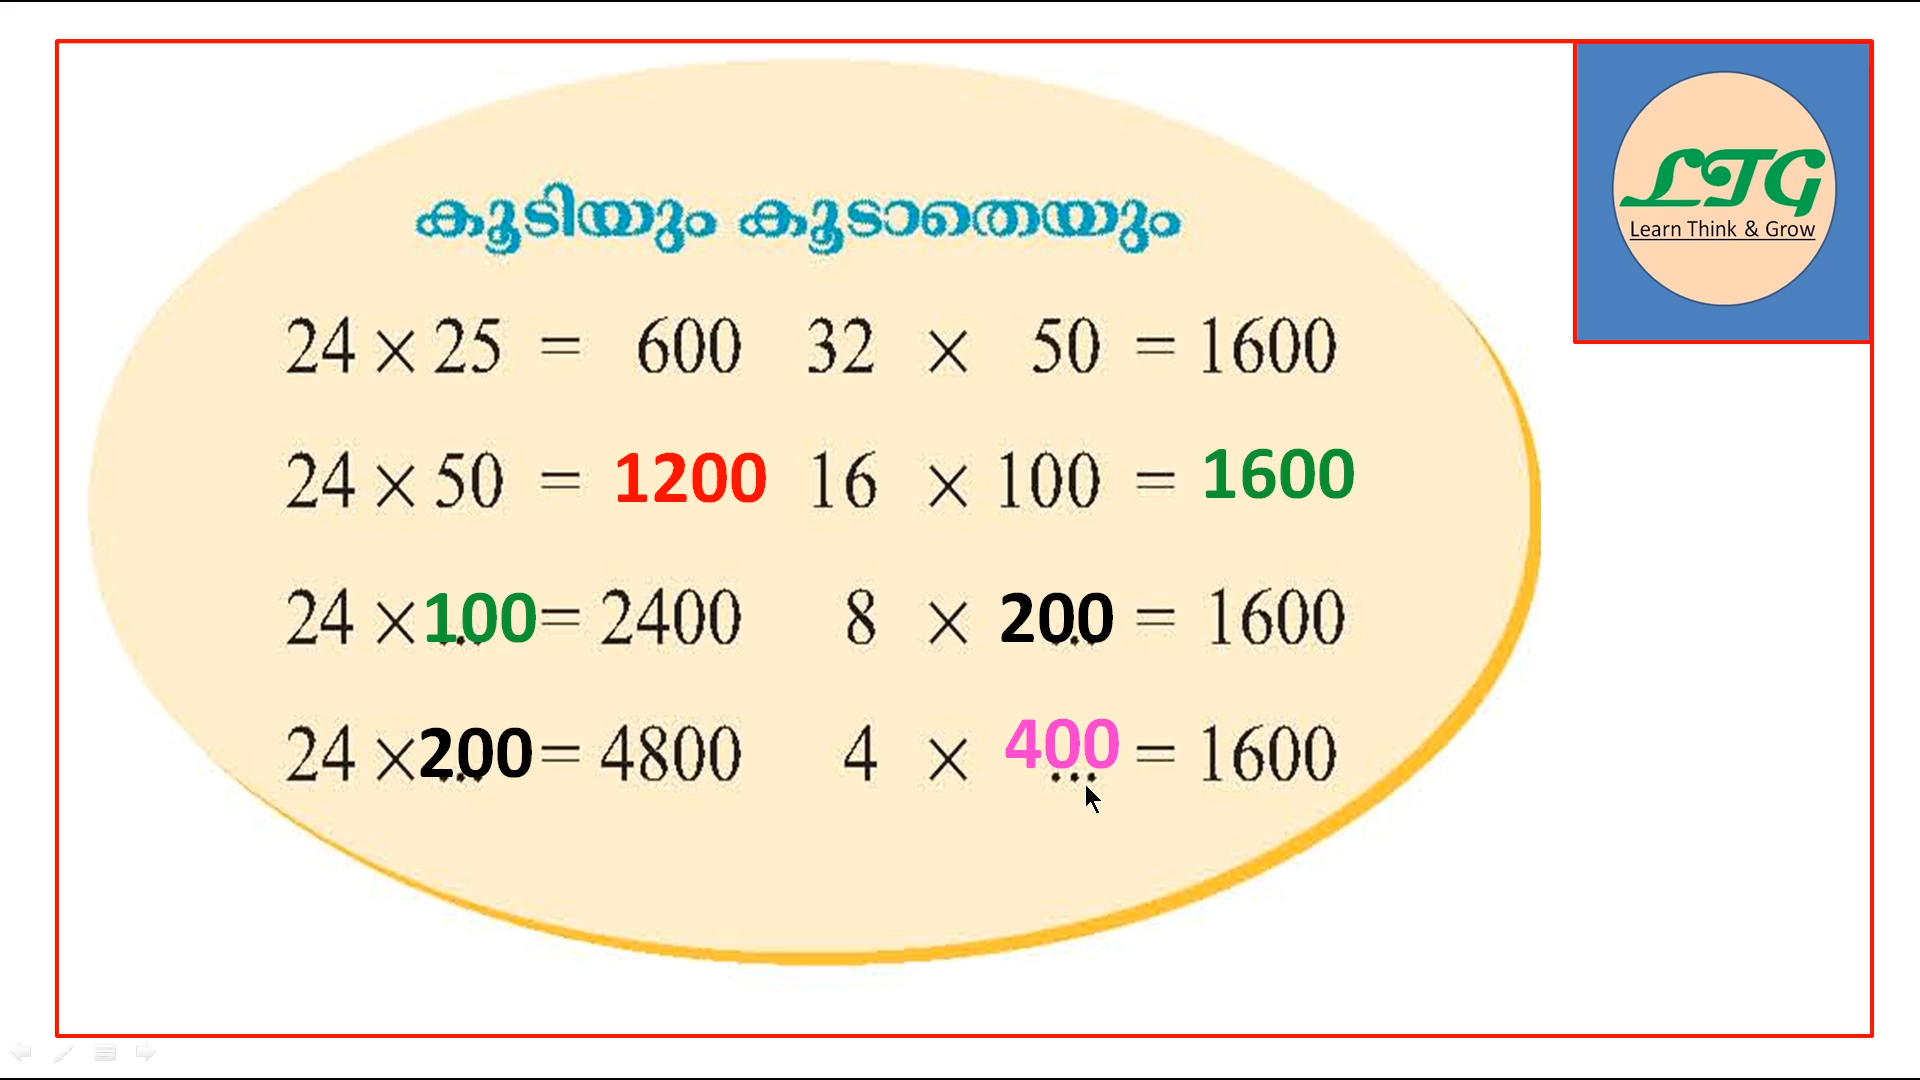 കൂടിയും കൂടാതെയും
24 × 25 = 600 32 × 50 = 1600
24 × 50 = 1200 16 × 100 = 1600
24 × 100 = 2400 8 × 200 = 1600
24 × 200 = 4800 4 × 400 = 1600
LTG
Learn Think & Grow